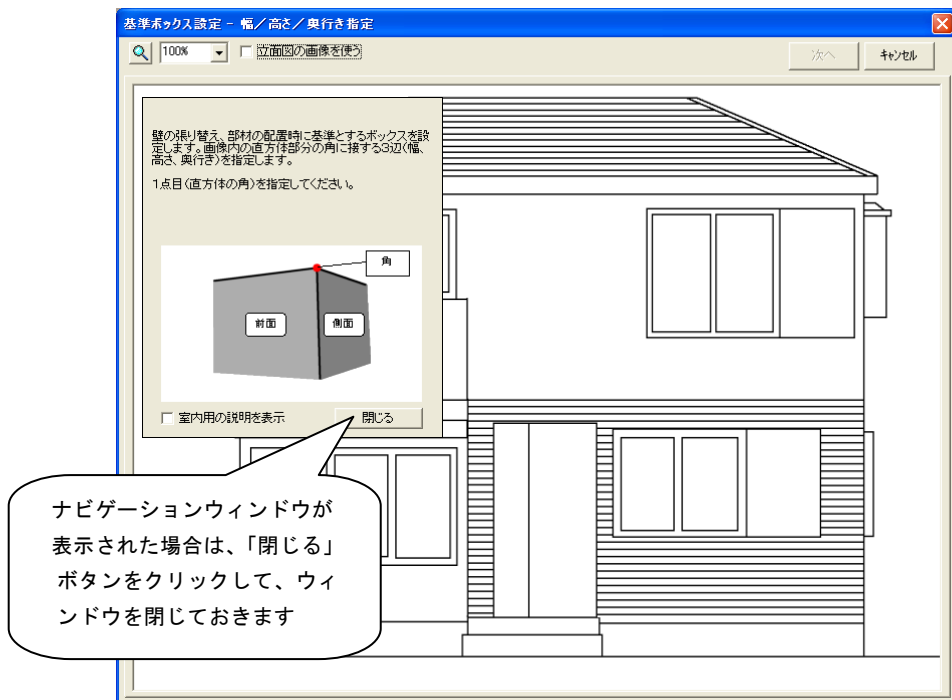 基準ボックス設定 - 幅／高さ／奥行き指定
100%
立面図の画像を使う
次へ
キャンセル
壁の張り替え、部材の配置時に基準とするボックスを設
定します。画像内の直方体部分の角に接する3辺(幅、
高さ、奥行き)を指定します。
1点目(直方体の角)を指定してください。
角
前面
側面
室内用の説明を表示
閉じる
ナビゲーションウィンドウが
表示された場合は、「閉じる」
ボタンをクリックして、ウィ
ンドウを閉じておきます